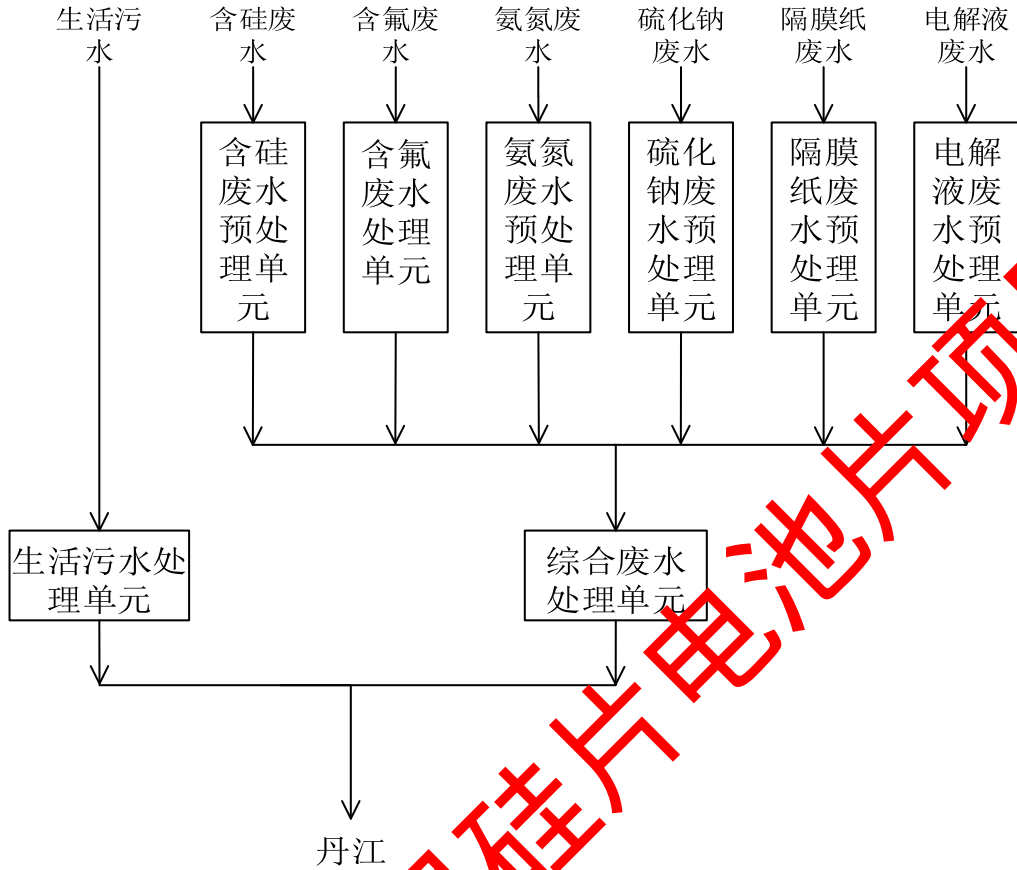 生活污
水
含硅废
水
含氟废
水
氨氮废
水
硫化钠
废水
隔膜纸
废水
电解液
废水
含硅
废水
预处
理单
元
含氟
废水
处理
单元
氨氮
废水
预处
理单
元
硫化
钠废
水预
处理
单元
隔膜
纸废
水预
处理
单元
电解
液废
水预
处理
单元
生活污水处
理单元
综合废水
处理单元
丹江
硅片电池片项